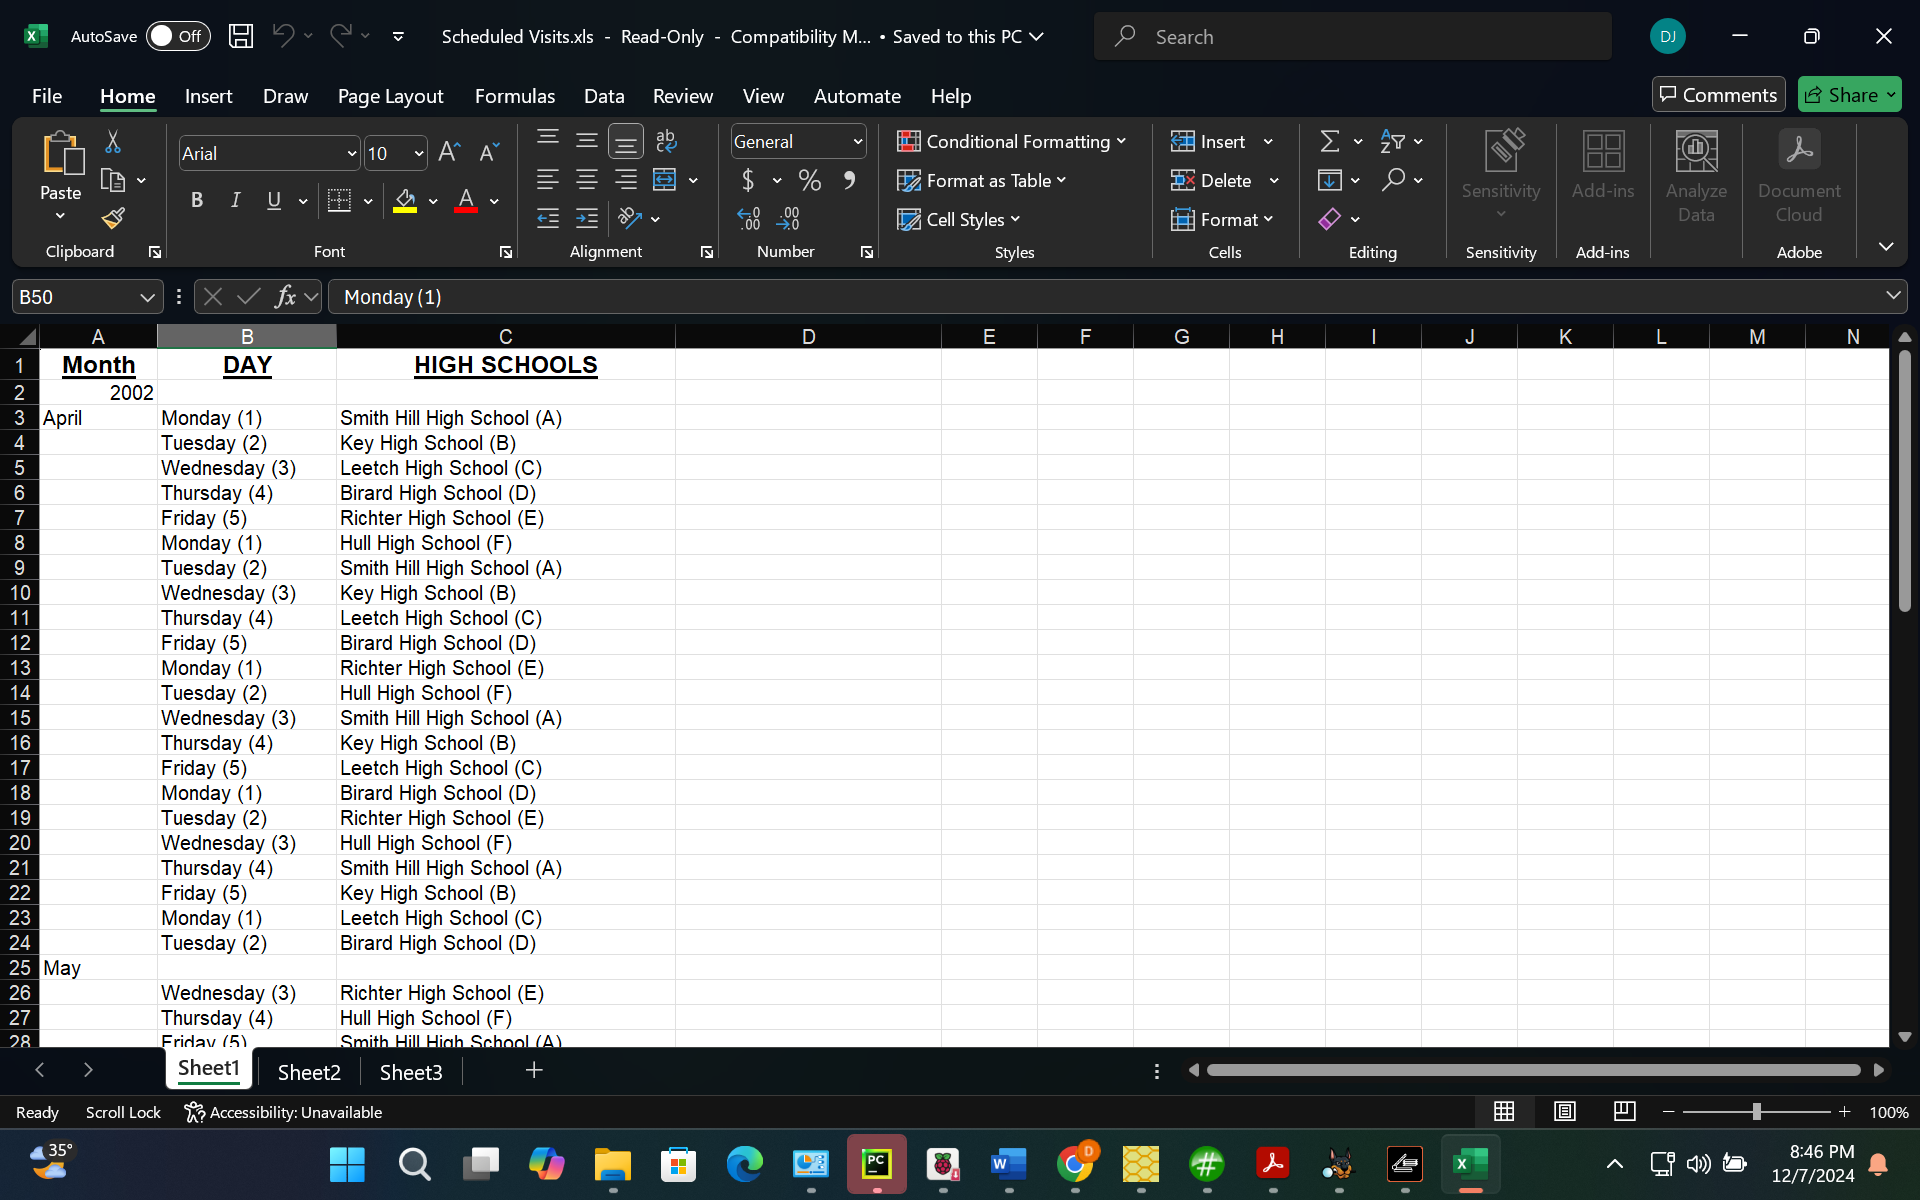 AutoSave Off Scheduled Visits.xls - Read-Only - Compatibility M... • Saved to this PC Search DJ
File Home Insert Draw Page Layout Formulas Data Review View Automate Help Comments Share
Paste Arial 10 A A ab c General Conditional Formatting Insert Σ A Z Sensitivity Add-ins Analyze Data Document Cloud
B I U A $ % , Format as Table Delete
.00 .00 Cell Styles Format
Clipboard Font Alignment Number Styles Cells Editing Sensitivity Add-ins Adobe
B50 fx Monday (1)
A B C D E F G H I J K L M N
1 Month DAY HIGH SCHOOLS
2 2002
3 April Monday (1) Smith Hill High School (A)
4 Tuesday (2) Key High School (B)
5 Wednesday (3) Leetch High School (C)
6 Thursday (4) Birard High School (D)
7 Friday (5) Richter High School (E)
8 Monday (1) Hull High School (F)
9 Tuesday (2) Smith Hill High School (A)
10 Wednesday (3) Key High School (B)
11 Thursday (4) Leetch High School (C)
12 Friday (5) Birard High School (D)
13 Monday (1) Richter High School (E)
14 Tuesday (2) Hull High School (F)
15 Wednesday (3) Smith Hill High School (A)
16 Thursday (4) Key High School (B)
17 Friday (5) Leetch High School (C)
18 Monday (1) Birard High School (D)
19 Tuesday (2) Richter High School (E)
20 Wednesday (3) Hull High School (F)
21 Thursday (4) Smith Hill High School (A)
22 Friday (5) Key High School (B)
23 Monday (1) Leetch High School (C)
24 Tuesday (2) Birard High School (D)
25 May
26 Wednesday (3) Richter High School (E)
27 Thursday (4) Hull High School (F)
28 Friday (5) Smith Hill High School (A)
Sheet1 Sheet2 Sheet3
Ready Scroll Lock Accessibility: Unavailable 100%
35° PC W D # X 8:46 PM
12/7/2024